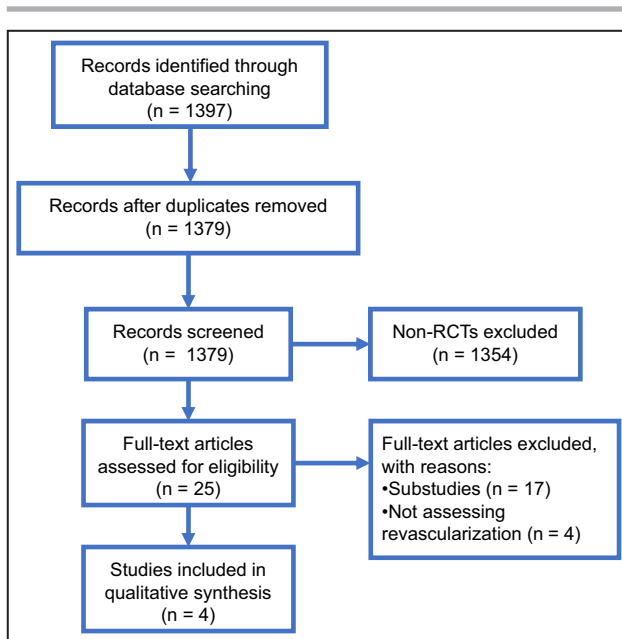 Records identified through
database searching
(n = 1397)
Records after duplicates removed
(n = 1379)
Records screened
(n = 1379)
Non-RCTs excluded
(n = 1354)
Full-text articles
assessed for eligibility
(n = 25)
Full-text articles excluded,
with reasons:
•Substudies (n = 17)
•Not assessing
revascularization (n = 4)
Studies included in
qualitative synthesis
(n = 4)